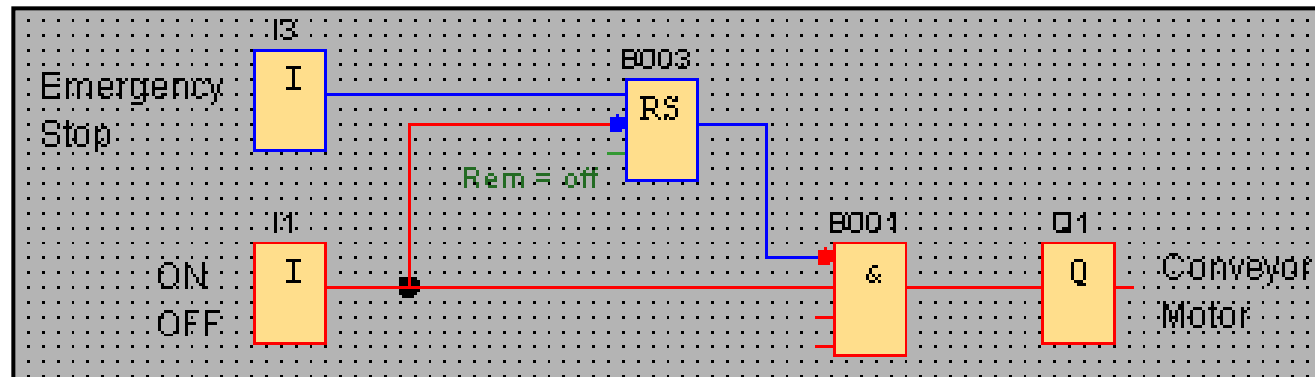 I3
I
B003
Emergency
Stop
RS
Rem = off
I1
B001
Q1
ON
OFF
I
&
Q
Conveyor
Motor